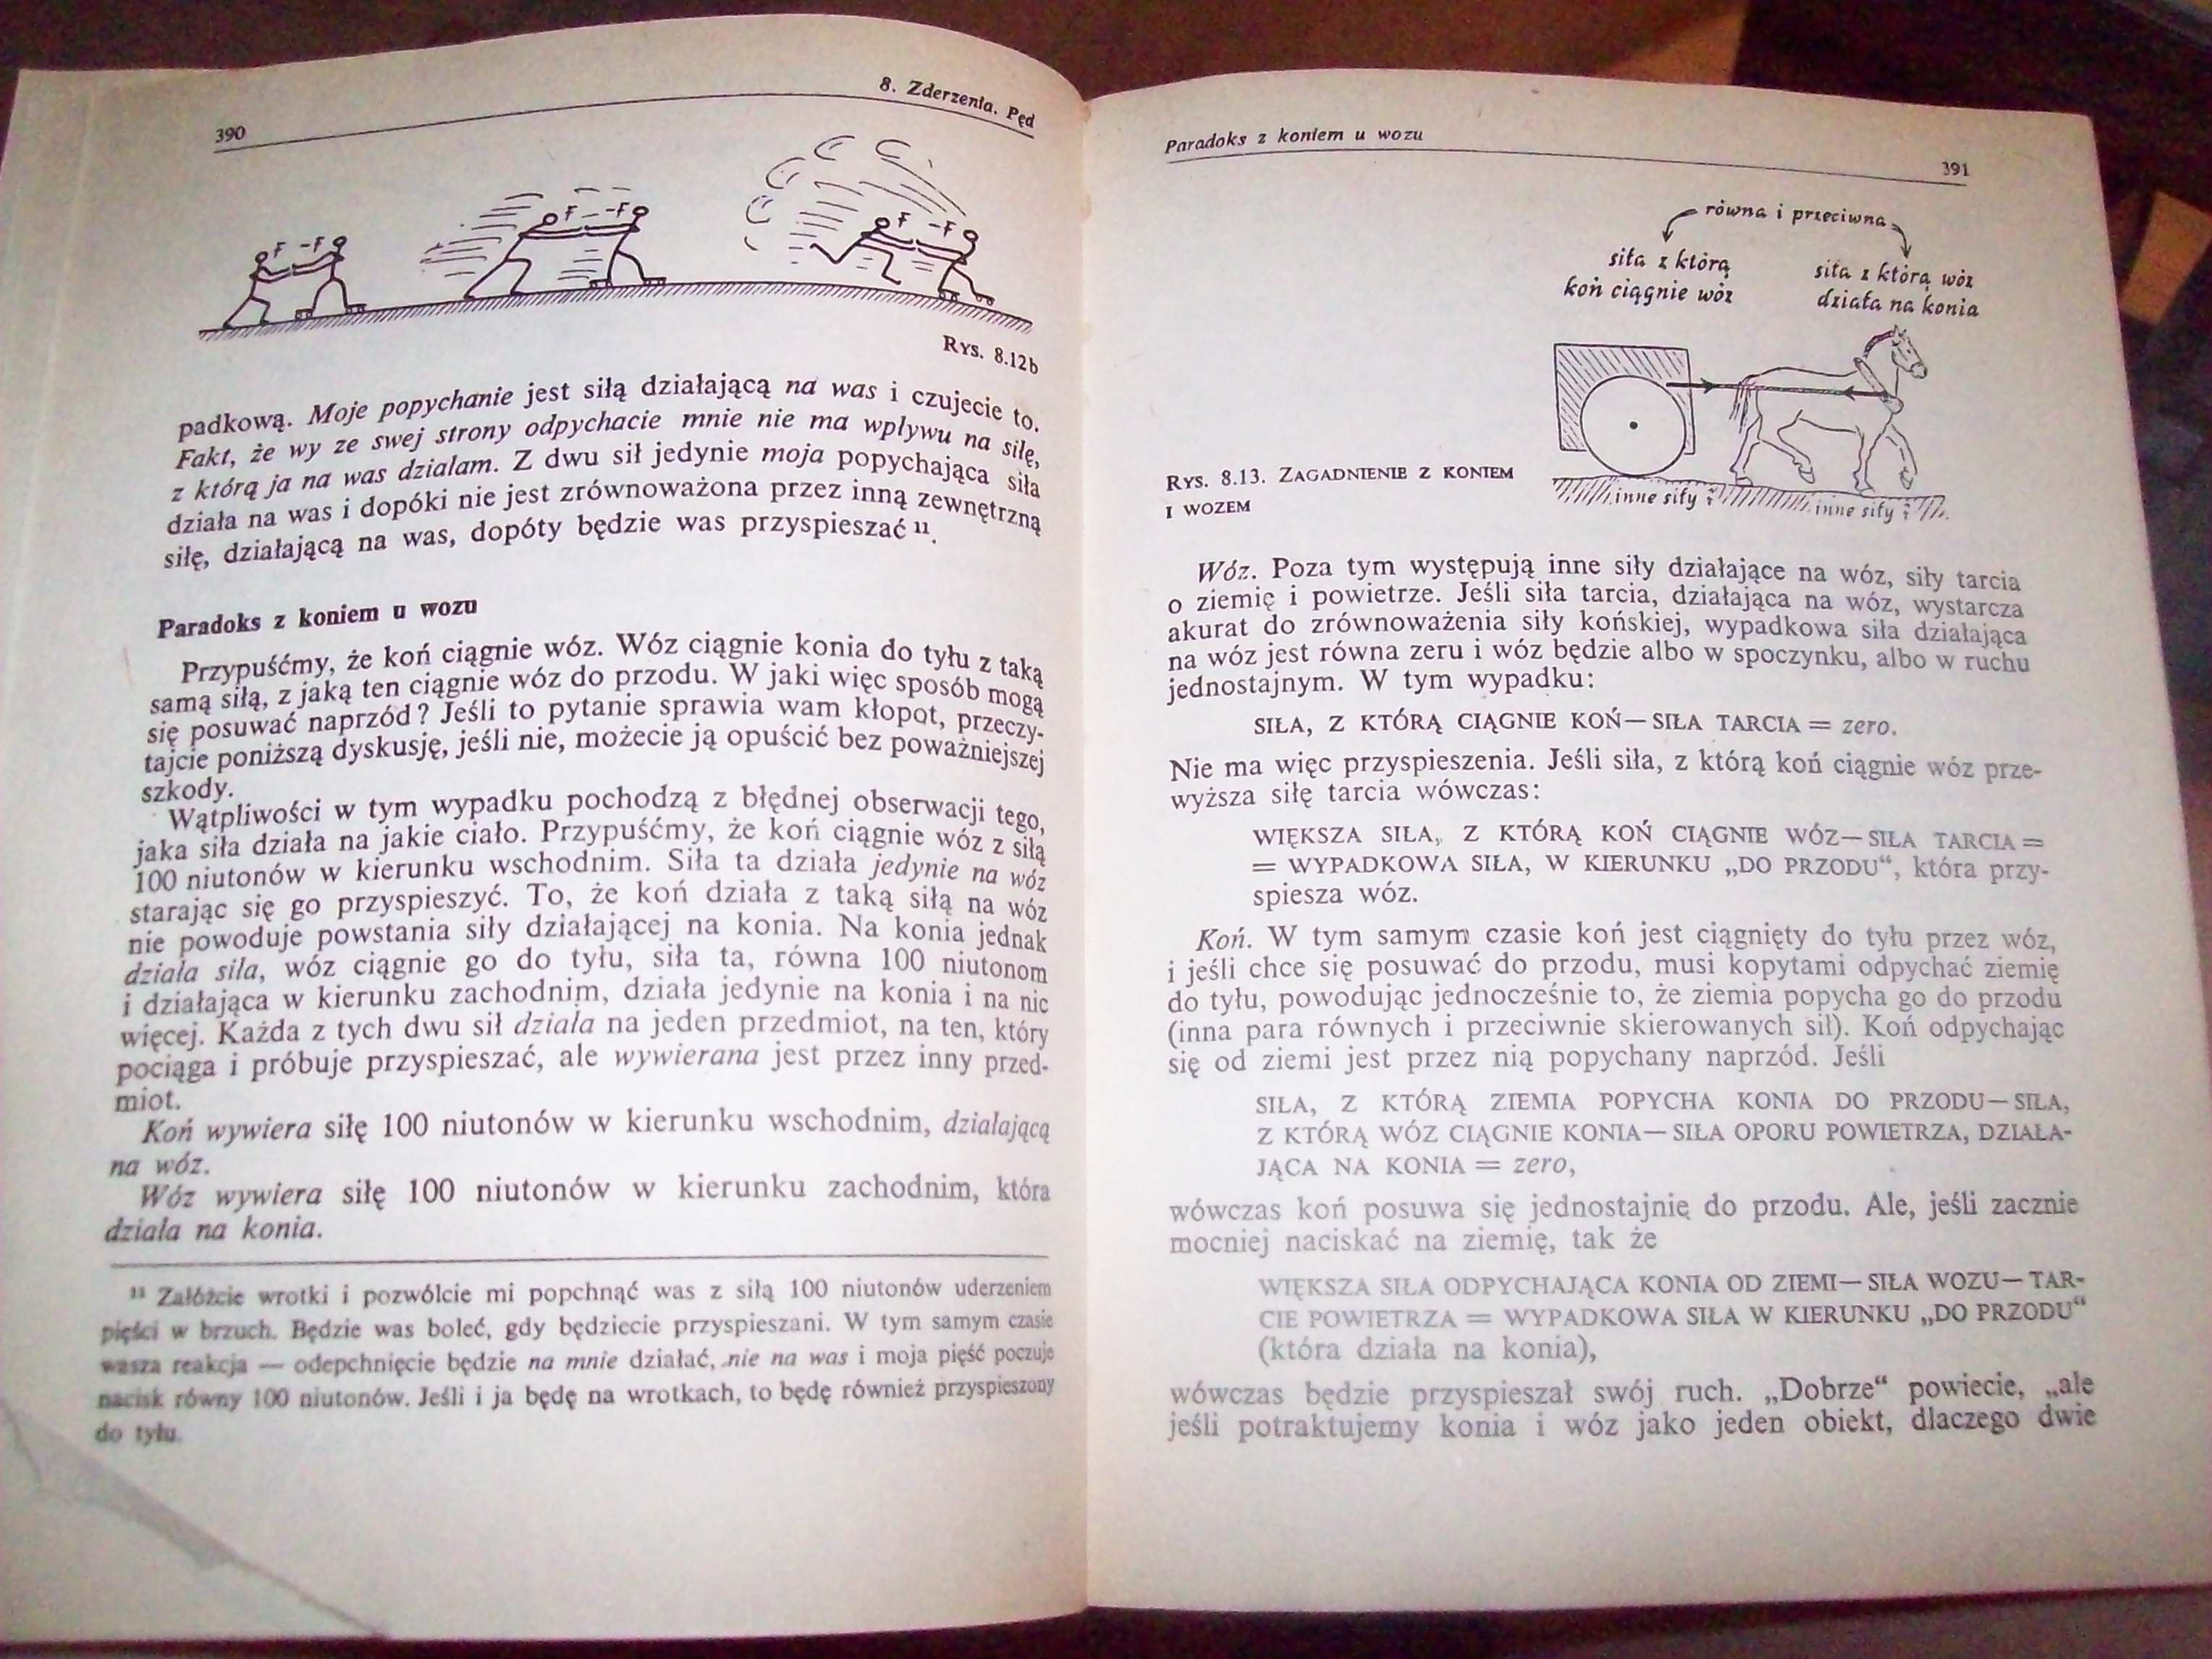 390
8. Zderzenia. Pęd
F -F
F -F
F -F
Rys. 8.12b
padkową. Moje popychanie jest siłą działającą na was i czujecie to.
Fakt, że wy ze swej strony odpychacie mnie nie ma wpływu na siłę,
z którą ja na was działam. Z dwu sił jedynie moja popychająca siła
działa na was i dopóki nie jest zrównoważona przez inną zewnętrzną
siłę, działającą na was, dopóty będzie was przyspieszać 11.
Paradoks z koniem u wozu
Przypuśćmy, że koń ciągnie wóz. Wóz ciągnie konia do tyłu z taką
samą siłą, z jaką ten ciągnie wóz do przodu. W jaki więc sposób mogą
się posuwać naprzód? Jeśli to pytanie sprawia wam kłopot, przeczy-
tajcie poniższą dyskusję, jeśli nie, możecie ją opuścić bez poważniejszej
szkody.
Wątpliwości w tym wypadku pochodzą z błędnej obserwacji tego,
jaka siła działa na jakie ciało. Przypuśćmy, że koń ciągnie wóz z siłą
100 niutonów w kierunku wschodnim. Siła ta działa jedynie na wóz
starając się go przyspieszyć. To, że koń działa z taką siłą na wóz
nie powoduje powstania siły działającej na konia. Na konia jednak
działa siła, wóz ciągnie go do tyłu, siła ta, równa 100 niutonom
i działająca w kierunku zachodnim, działa jedynie na konia i na nic
więcej. Każda z tych dwu sił działa na jeden przedmiot, na ten, który
pociąga i próbuje przyspieszać, ale wywierana jest przez inny przed-
miot.
Koń wywiera siłę 100 niutonów w kierunku wschodnim, działającą
na wóz.
Wóz wywiera siłę 100 niutonów w kierunku zachodnim, która
działa na konia.
11 Załóżcie wrotki i pozwólcie mi popchnąć was z siłą 100 niutonów uderzeniem
pięści w brzuch. Będzie was boleć, gdy będziecie przyspieszani. W tym samym czasie
wasza reakcja — odepchnięcie będzie na mnie działać, nie na was i moja pięść poczuje
nacisk równy 100 niutonów. Jeśli i ja będę na wrotkach, to będę również przyspieszony
do tyłu.
Paradoks z koniem u wozu
391
równa i przeciwna
siła z którą
koń ciągnie wóz
siła z którą wóz
działa na konia
inne siły ?
inne siły ?
Rys. 8.13. Zagadnienie z koniem
i wozem
Wóz. Poza tym występują inne siły działające na wóz, siły tarcia
o ziemię i powietrze. Jeśli siła tarcia, działająca na wóz, wystarcza
akurat do zrównoważenia siły końskiej, wypadkowa siła działająca
na wóz jest równa zeru i wóz będzie albo w spoczynku, albo w ruchu
jednostajnym. W tym wypadku:
SIŁA, Z KTÓRĄ CIĄGNIE KOŃ — SIŁA TARCIA = zero.
Nie ma więc przyspieszenia. Jeśli siła, z którą koń ciągnie wóz prze-
wyższa siłę tarcia wówczas:
WIĘKSZA SIŁA, Z KTÓRĄ KOŃ CIĄGNIE WÓZ — SIŁA TARCIA =
= WYPADKOWA SIŁA, W KIERUNKU „DO PRZODU“, która przy-
spiesza wóz.
Koń. W tym samym czasie koń jest ciągnięty do tyłu przez wóz,
i jeśli chce się posuwać do przodu, musi kopytami odpychać ziemię
do tyłu, powodując jednocześnie to, że ziemia popycha go do przodu
(inna para równych i przeciwnie skierowanych sił). Koń odpychając
się od ziemi jest przez nią popychany naprzód. Jeśli
SIŁA, Z KTÓRĄ ZIEMIA POPYCHA KONIA DO PRZODU — SIŁA,
Z KTÓRĄ WÓZ CIĄGNIE KONIA — SIŁA OPORU POWIETRZA, DZIAŁA-
JĄCA NA KONIA = zero,
wówczas koń posuwa się jednostajnie do przodu. Ale, jeśli zacznie
mocniej naciskać na ziemię, tak że
WIĘKSZA SIŁA ODPYCHAJĄCA KONIA OD ZIEMI — SIŁA WOZU — TAR-
CIE POWIETRZA = WYPADKOWA SIŁA W KIERUNKU „DO PRZODU“
(która działa na konia),
wówczas będzie przyspieszał swój ruch. „Dobrze“ powiecie, „ale
jeśli potraktujemy konia i wóz jako jeden obiekt, dlaczego dwie